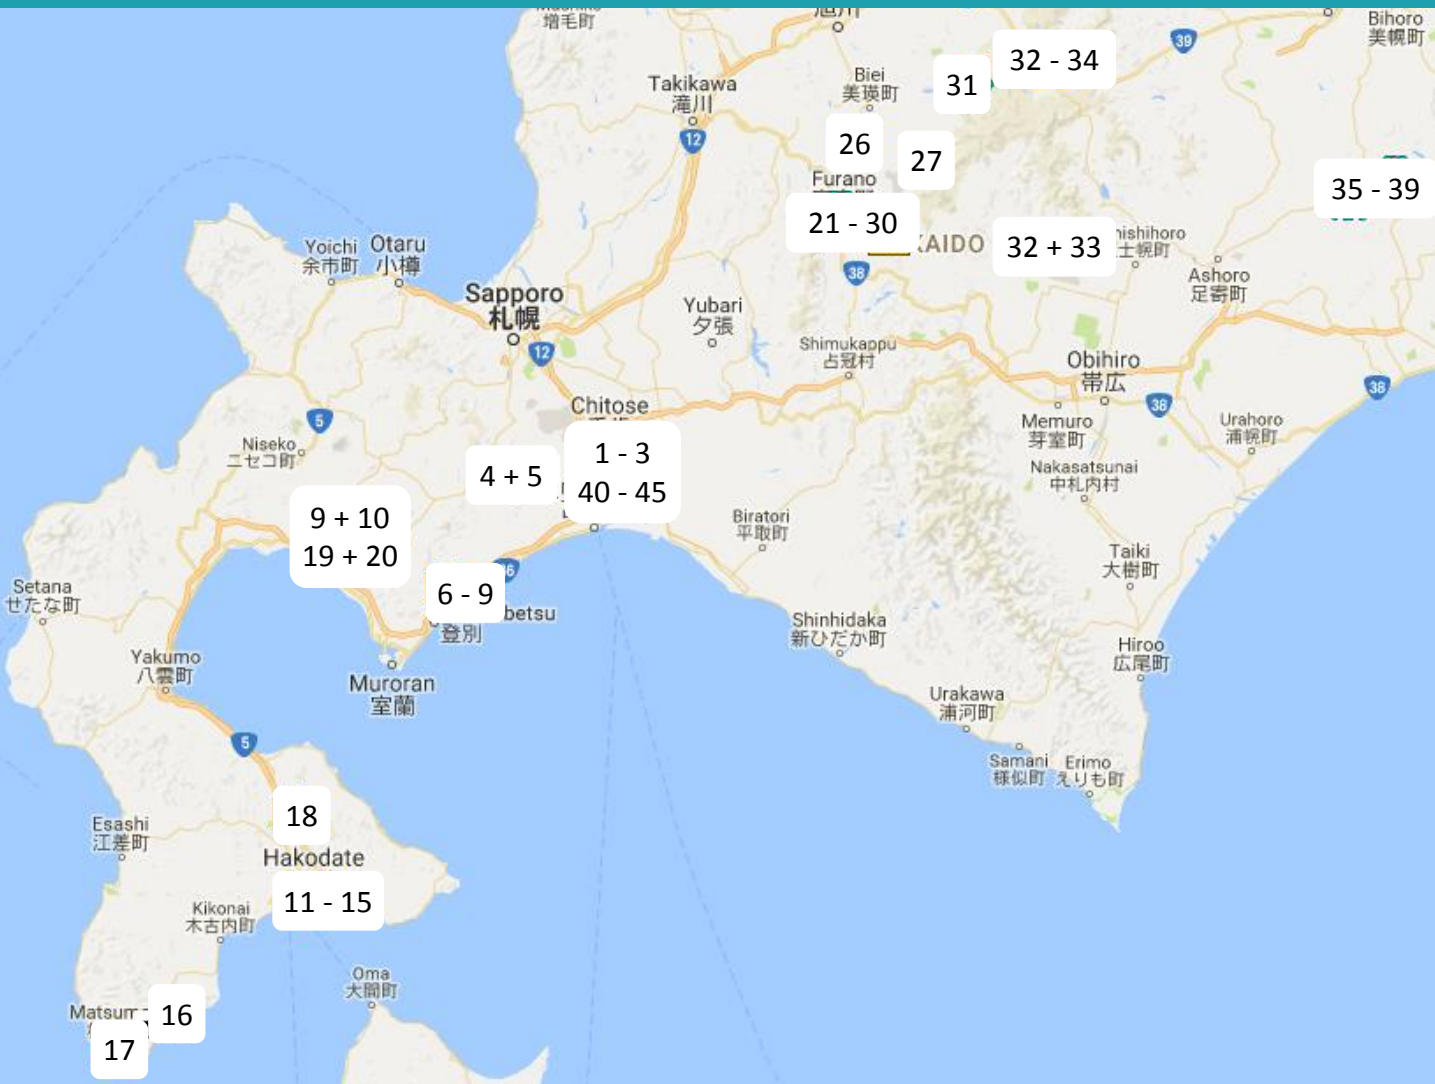 増毛町
Bihoro
美幌町
39
32 - 34
31
Takikawa
滝川
Biei
美瑛町
12
26
27
Furano
35 - 39
21 - 30
32 + 33
38
Ashoro
足寄町
Yoichi
余市町
Otaru
小樽
Sapporo
札幌
12
Yubari
夕張
Shimukappu
占冠村
Obihiro
帯広
38
38
Chitose
5
Memuro
芽室町
Urahoro
浦幌町
Niseko
ニセコ町
1 - 3
40 - 45
4 + 5
Nakasatsunai
中札内村
9 + 10
19 + 20
Biratori
平取町
Taiki
大樹町
Setana
せたな町
6 - 9
betsu
登別
Shinhidaka
新ひだか町
Hiroo
広尾町
Yakumo
八雲町
Muroran
室蘭
Urakawa
浦河町
5
Samani
様似町
Erimo
えりも町
18
Esashi
江差町
Hakodate
11 - 15
Kikonai
木古内町
Oma
大間町
16
17